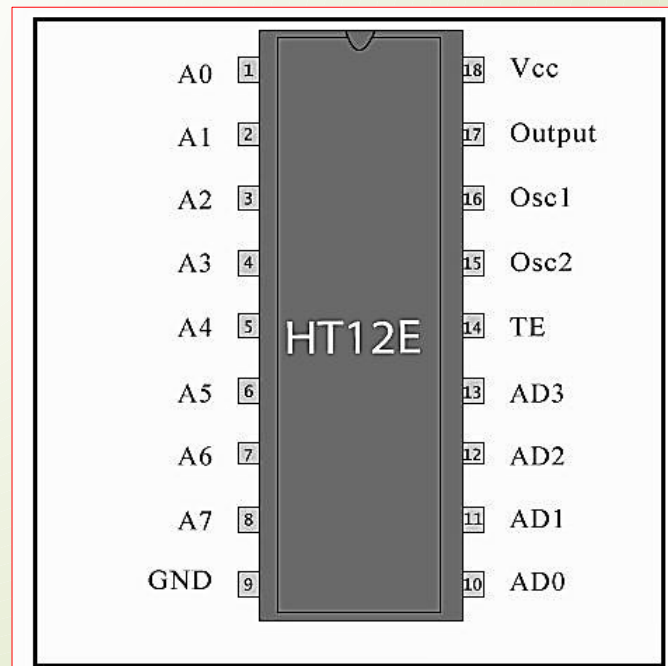 A0 1 18 Vcc
A1 2 17 Output
A2 3 16 Osc1
A3 4 15 Osc2
A4 5 14 TE
HT12E
A5 6 13 AD3
A6 7 12 AD2
A7 8 11 AD1
GND 9 10 AD0